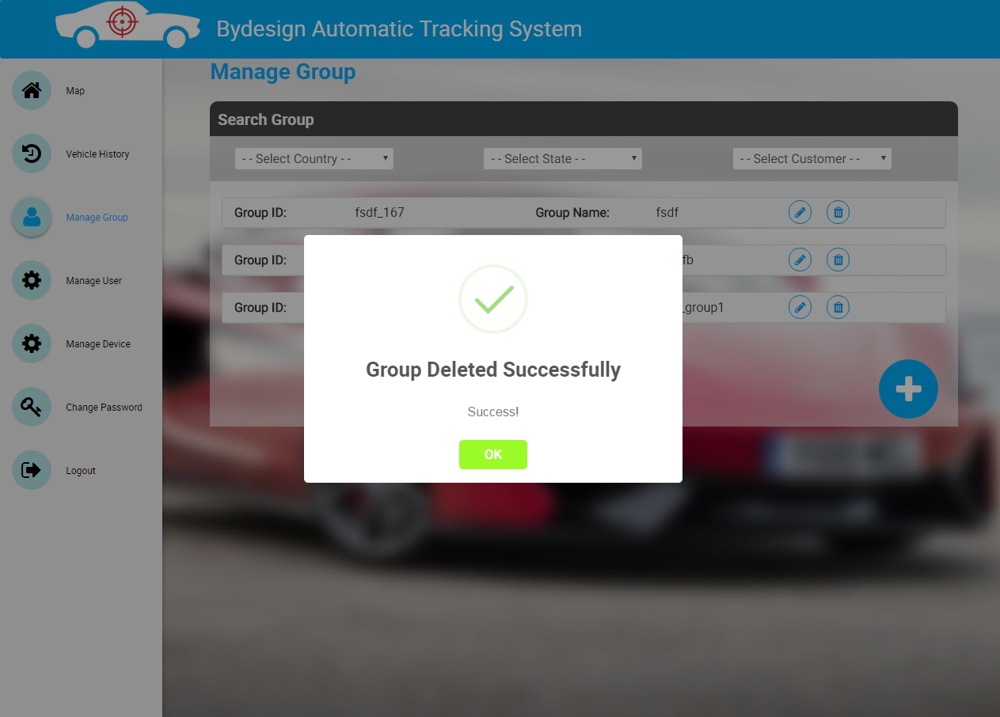 Bydesign Automatic Tracking System
Map
Vehicle History
Manage Group
Manage User
Manage Device
Change Password
Logout
Manage Group
Search Group
- - Select Country - -
- - Select State - -
- - Select Customer - -
Group ID: fsdf_167 Group Name: fsdf
Group ID: fb
Group ID: _group1
Group Deleted Successfully
Success!
OK